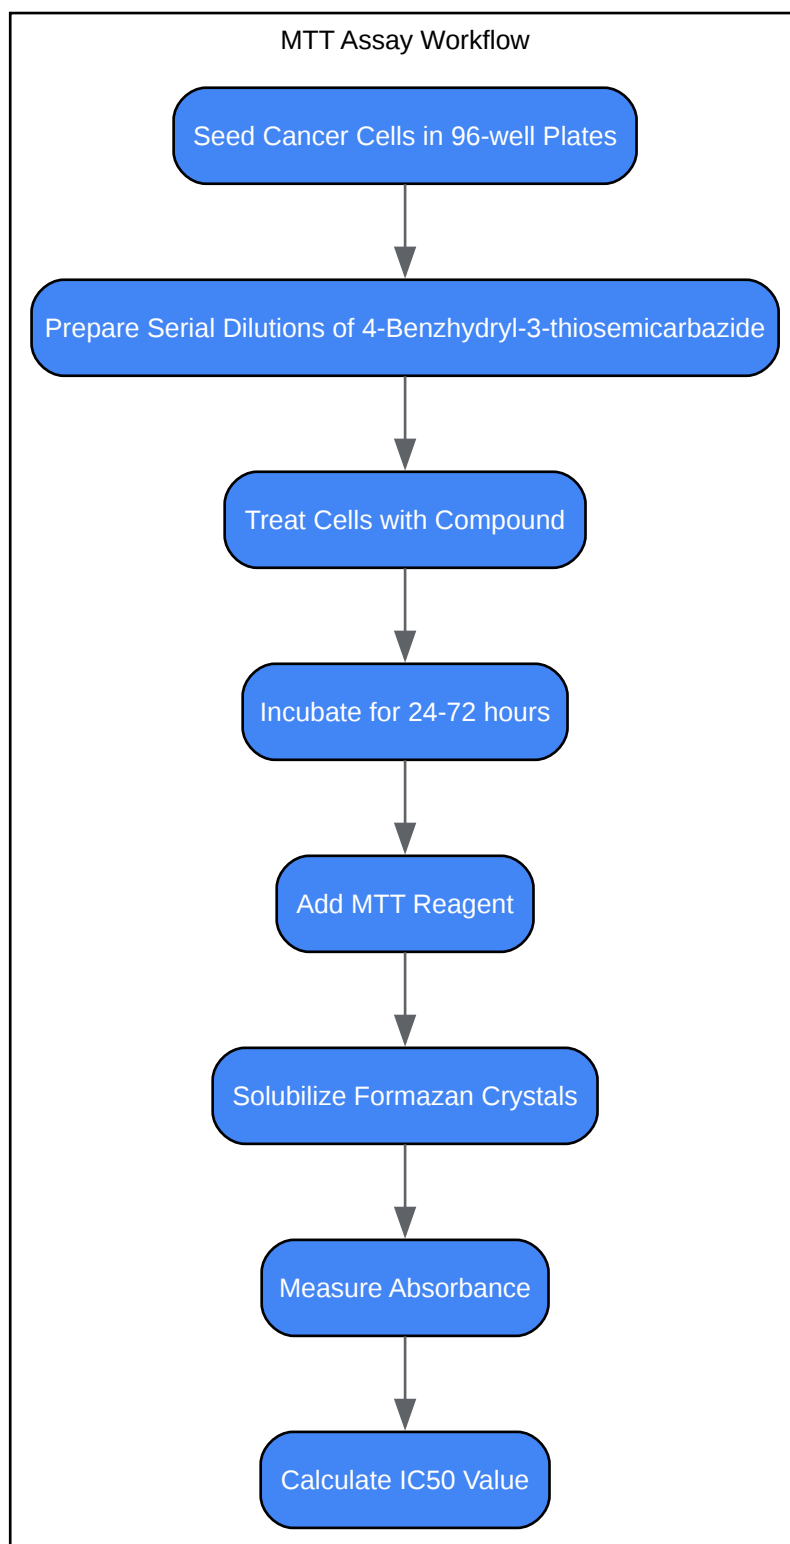 MTT Assay Workflow
Seed Cancer Cells in 96-well Plates
Prepare Serial Dilutions of 4-Benzhydryl-3-thiosemicarbazide
Treat Cells with Compound
Incubate for 24-72 hours
Add MTT Reagent
Solubilize Formazan Crystals
Measure Absorbance
Calculate IC50 Value